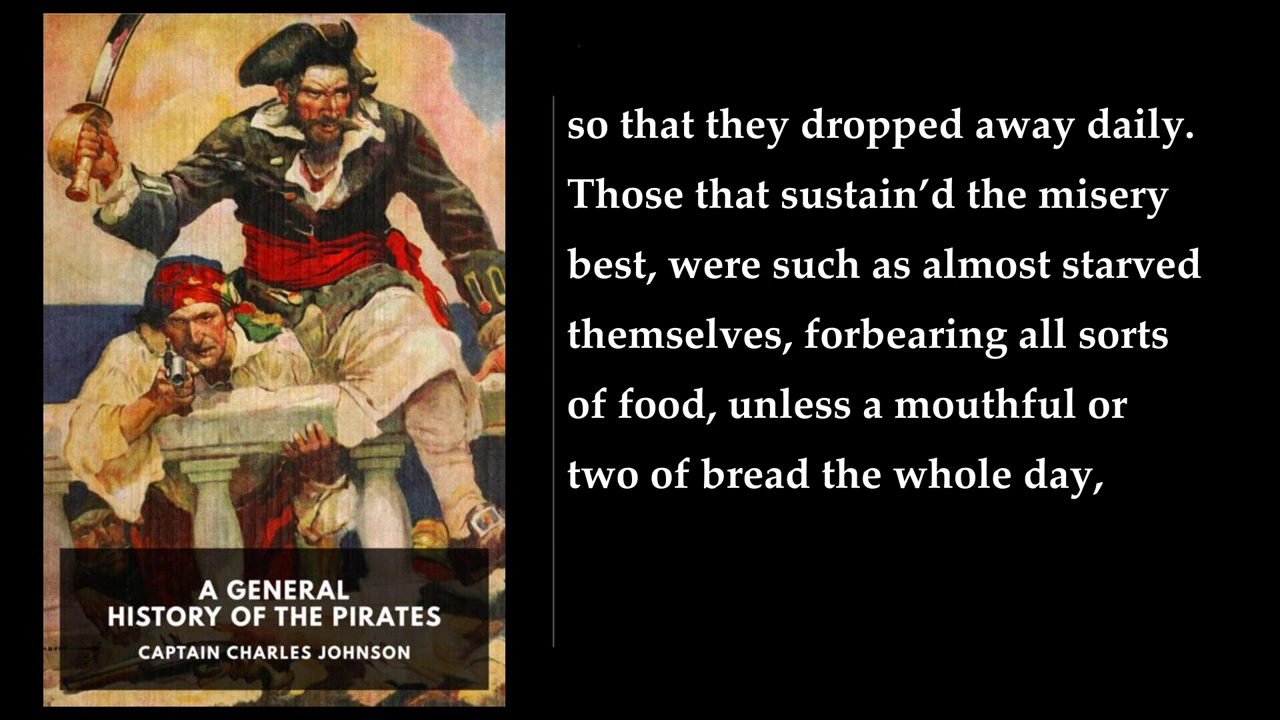 so that they dropped away daily.
Those that sustain’d the misery
best, were such as almost starved
themselves, forbearing all sorts
of food, unless a mouthful or
two of bread the whole day,
A GENERAL
HISTORY OF THE PIRATES
CAPTAIN CHARLES JOHNSON